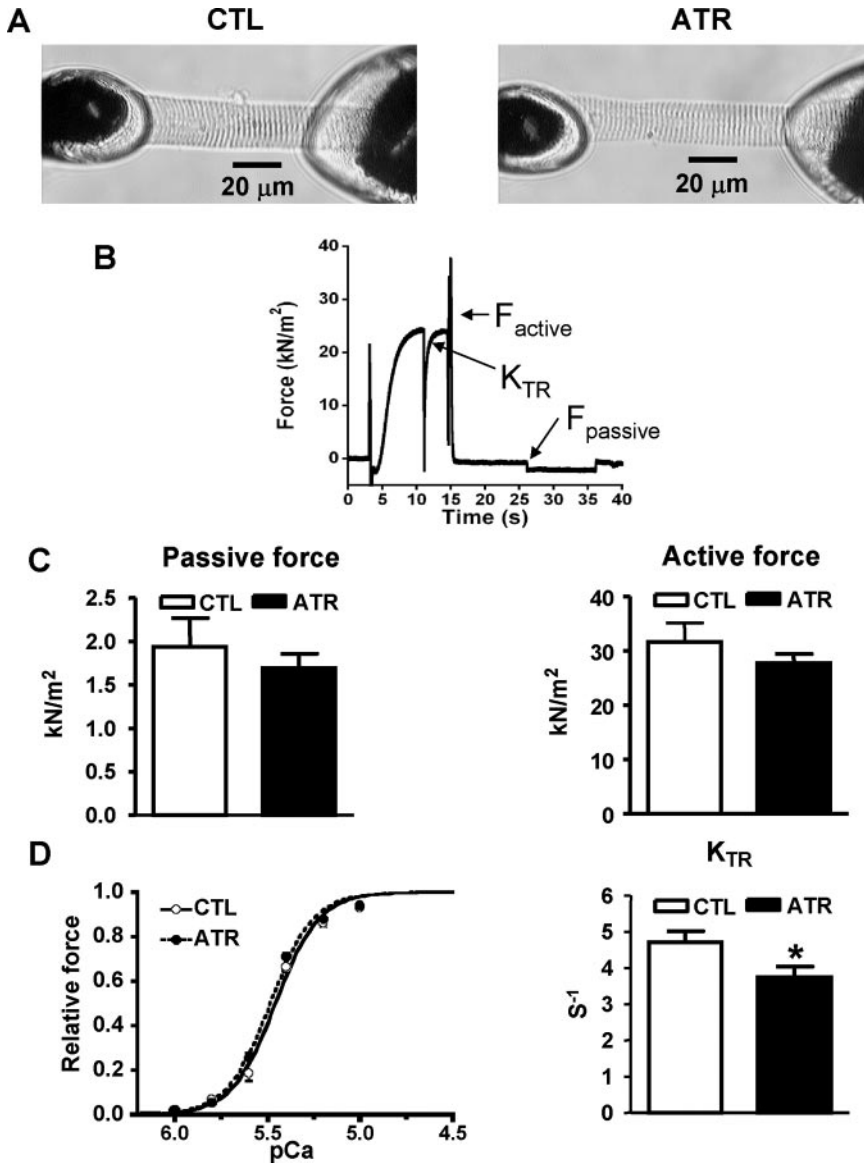 A
CTL
ATR
20 μm
20 μm
B
Force (kN/m²)
40
30
20
10
0
F active
K TR
F passive
0 5 10 15 20 25 30 35 40
Time (s)
C
Passive force
CTL ATR
kN/m²
2.5
2.0
1.5
1.0
0.5
0.0
Active force
CTL ATR
kN/m²
40
30
20
10
0
D
Relative force
1.0
0.8
0.6
0.4
0.2
0.0
CTL
ATR
6.0 5.5 5.0 4.5
pCa
K TR
CTL ATR
S⁻¹
6
5
4
3
2
1
0
*